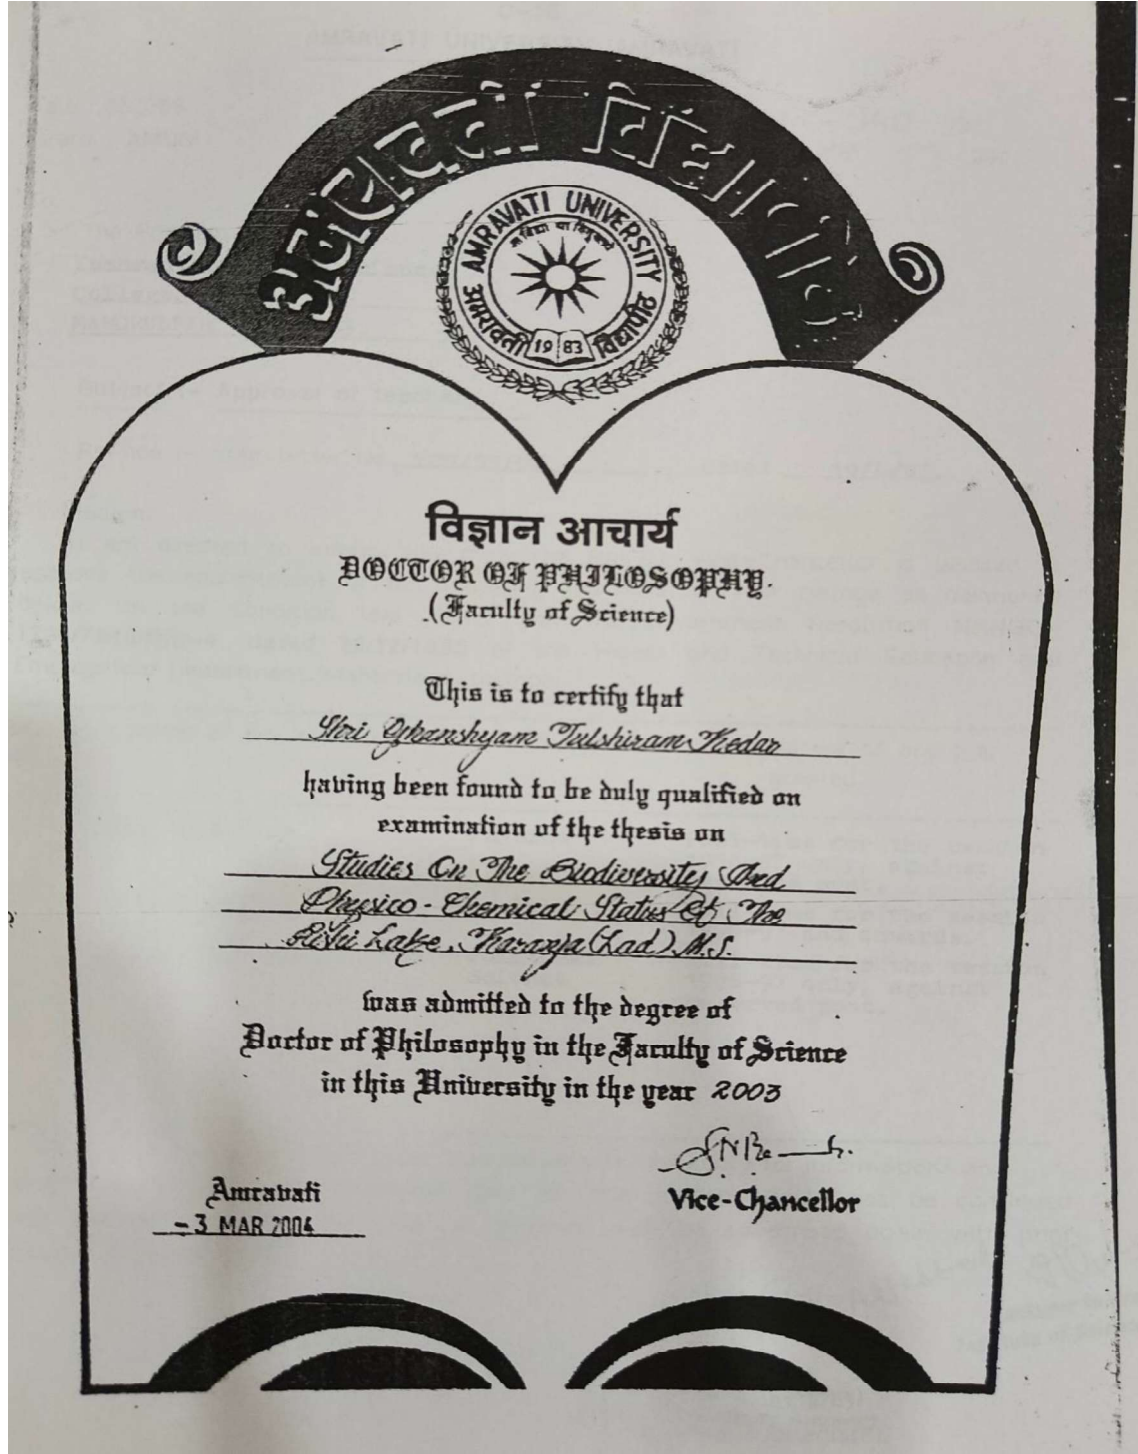 अमरावती विद्यापीठ
AMRAVATI UNIVERSITY
अमरावती विद्यापीठ
1983
विज्ञान आचार्य
DOCTOR OF PHILOSOPHY.
(Faculty of Science)
This is to certify that
Shri Ghanshyam Tulshiram Kedar
having been found to be duly qualified on
examination of the thesis on
Studies On The Biodiversity And
Physico-Chemical Status Of The
Rishi Lake, Karanja (Lad) M.S.
was admitted to the degree of
Doctor of Philosophy in the Faculty of Science
in this University in the year 2003
Vice-Chancellor
Amravati
-3 MAR 2004